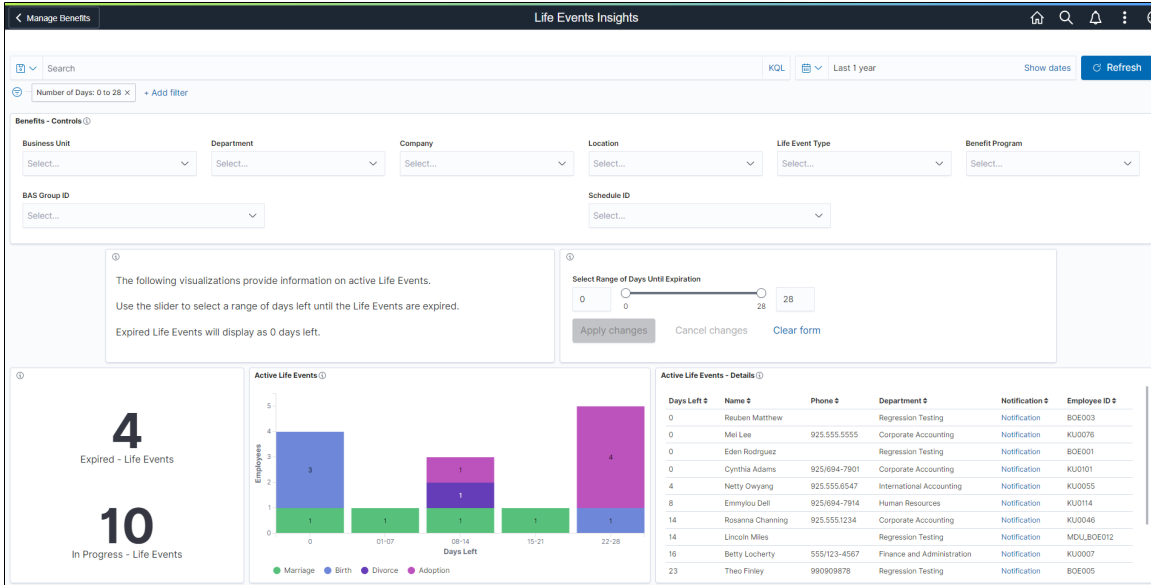 Manage Benefits
Life Events Insights
Search
KQL
Last 1 year
Show dates
Refresh
Number of Days: 0 to 28 ×
+ Add filter
Benefits - Controls
Business Unit Department Company Location Life Event Type Benefit Program
Select... Select... Select... Select... Select... Select...
BAS Group ID Schedule ID
Select... Select...
The following visualizations provide information on active Life Events.
Use the slider to select a range of days left until the Life Events are expired.
Expired Life Events will display as 0 days left.
Select Range of Days Until Expiration
0 28
0 28
Apply changes Cancel changes Clear form
4
Expired - Life Events
10
In Progress - Life Events
Active Life Events
Employees
5
4
3
2
1
0
3
1
1
1
1
1
1
4
1
0 01-07 08-14 15-21 22-28
Days Left
Marriage Birth Divorce Adoption
Active Life Events - Details
Days Left Name Phone Department Notification Employee ID
0 Reuben Matthew Regression Testing Notification BOE003
0 Mei Lee 925.555.5555 Corporate Accounting Notification KU0076
0 Eden Rodrguez Regression Testing Notification BOE001
0 Cynthia Adams 925/694-7901 Corporate Accounting Notification KU0101
4 Netty Owyang 925.555.6547 International Accounting Notification KU0055
8 Emmylou Dell 925/694-7914 Human Resources Notification KU0114
14 Rosanna Channing 925.555.1234 Corporate Accounting Notification KU0046
14 Lincoln Miles Regression Testing Notification MDU_BOE012
16 Betty Locherty 555/123-4567 Finance and Administration Notification KU0007
23 Theo Finley 990909878 Regression Testing Notification BOE005